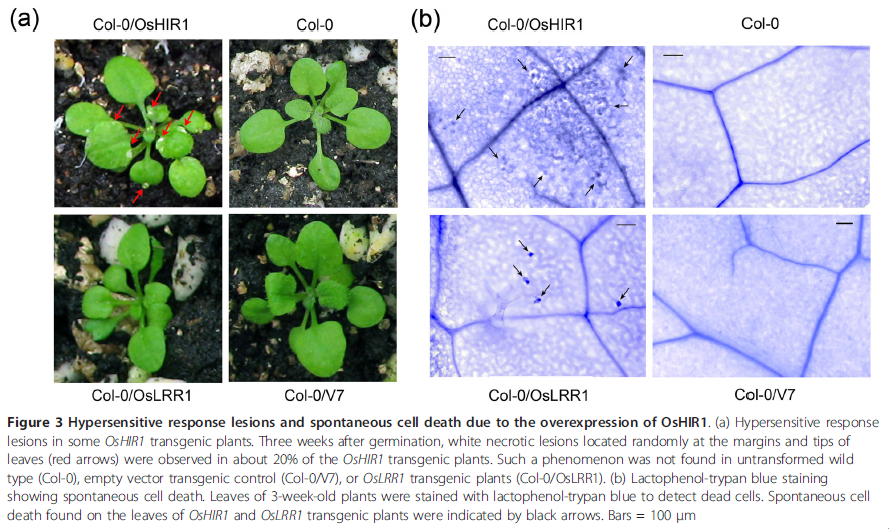 (a) Col-0/OsHIR1 Col-0 (b) Col-0/OsHIR1 Col-0
Col-0/OsLRR1 Col-0/V7 Col-0/OsLRR1 Col-0/V7
Figure 3 Hypersensitive response lesions and spontaneous cell death due to the overexpression of OsHIR1. (a) Hypersensitive response
lesions in some OsHIR1 transgenic plants. Three weeks after germination, white necrotic lesions located randomly at the margins and tips of
leaves (red arrows) were observed in about 20% of the OsHIR1 transgenic plants. Such a phenomenon was not found in untransformed wild
type (Col-0), empty vector transgenic control (Col-0/V7), or OsLRR1 transgenic plants (Col-0/OsLRR1). (b) Lactophenol-trypan blue staining
showing spontaneous cell death. Leaves of 3-week-old plants were stained with lactophenol-trypan blue to detect dead cells. Spontaneous cell
death found on the leaves of OsHIR1 and OsLRR1 transgenic plants were indicated by black arrows. Bars = 100 μm